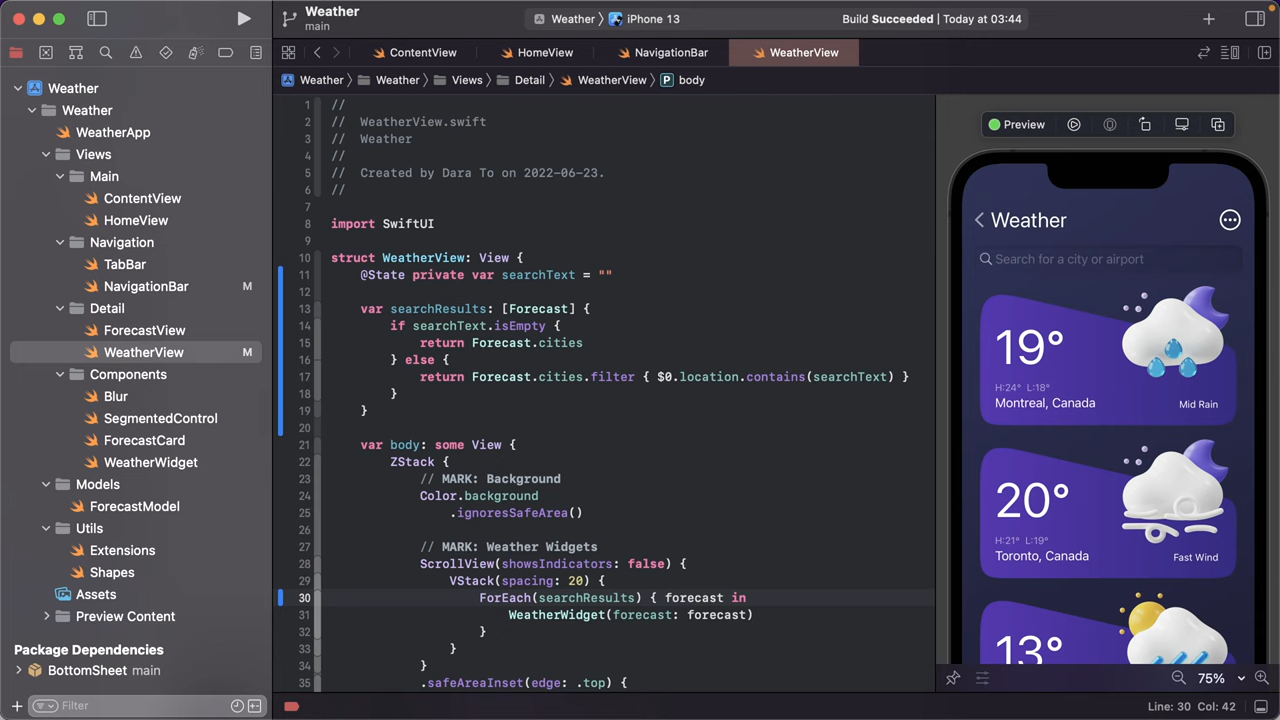 Weather
main
Weather 〉 iPhone 13
Build Succeeded | Today at 03:44
ContentView
HomeView
NavigationBar
WeatherView
Weather 〉 Weather 〉 Views 〉 Detail 〉 WeatherView 〉 P body
Weather
Weather
WeatherApp
Views
Main
ContentView
HomeView
Navigation
TabBar
NavigationBar M
Detail
ForecastView
WeatherView M
Components
Blur
SegmentedControl
ForecastCard
WeatherWidget
Models
ForecastModel
Utils
Extensions
Shapes
Assets
Preview Content
Package Dependencies
BottomSheet main
Filter
1 //
2 // WeatherView.swift
3 // Weather
4 //
5 // Created by Dara To on 2022-06-23.
6 //
7
8 import SwiftUI
9
10 struct WeatherView: View {
11 @State private var searchText = ""
12
13 var searchResults: [Forecast] {
14 if searchText.isEmpty {
15 return Forecast.cities
16 } else {
17 return Forecast.cities.filter { $0.location.contains(searchText) }
18 }
19 }
20
21 var body: some View {
22 ZStack {
23 // MARK: Background
24 Color.background
25 .ignoresSafeArea()
26
27 // MARK: Weather Widgets
28 ScrollView(showsIndicators: false) {
29 VStack(spacing: 20) {
30 ForEach(searchResults) { forecast in
31 WeatherWidget(forecast: forecast)
32 }
33 }
34 }
35 .safeAreaInset(edge: .top) {
Preview
Weather
Search for a city or airport
19°
H:24° L:18°
Montreal, Canada
Mid Rain
20°
H:21° L:19°
Toronto, Canada
Fast Wind
13°
75%
Line: 30 Col: 42